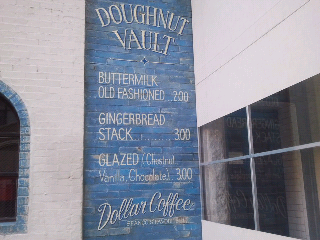 DOUGHNUT
VAULT
BUTTERMILK
OLD FASHIONED...2.00
GINGERBREAD
STACK.............3.00
GLAZED (Chestnut
Vanilla, Chocolate). 3.00
Dollar Coffee